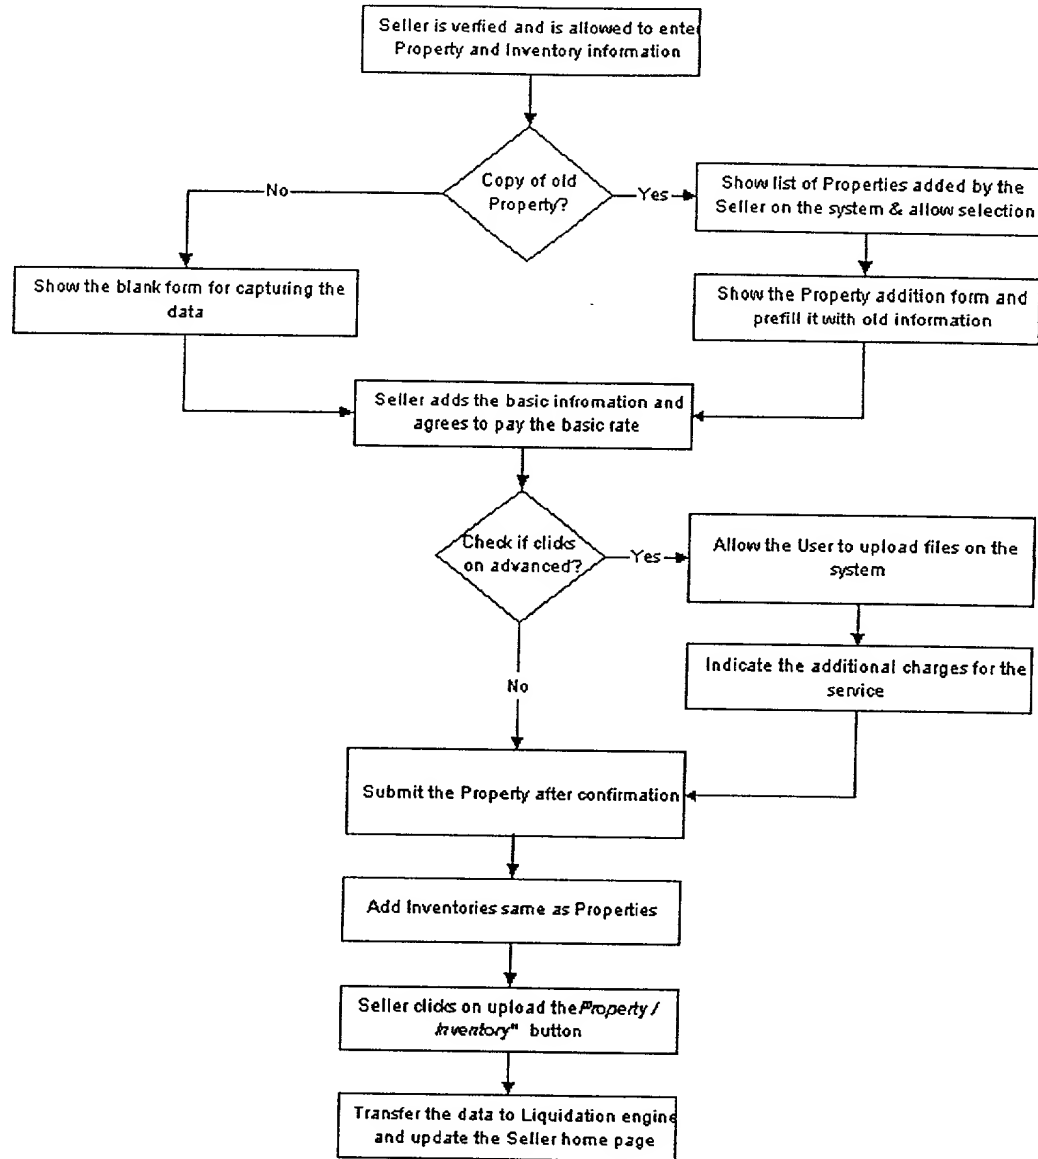 Seller is verfied and is allowed to ente
Property and Inventory information
Copy of old
Property?
No
Yes
Show list of Properties added by the
Seller on the system & allow selection
Show the blank form for capturing the
data
Show the Property addition form and
prefill it with old information
Seller adds the basic infromation and
agrees to pay the basic rate
Check if clicks
on advanced?
Yes
Allow the User to upload files on the
system
Indicate the additional charges for the
service
No
Submit the Property after confirmation
Add Inventories same as Properties
Seller clicks on upload the "Property /
Inventory" button
Transfer the data to Liquidation engine
and update the Seller home page